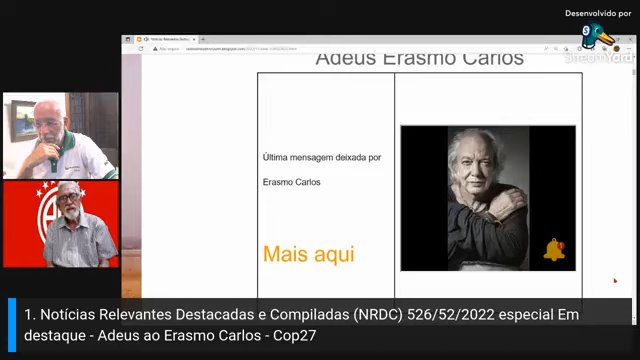 Desenvolvido por
StreamYard
Adeus Erasmo Carlos
Última mensagem deixada por
Erasmo Carlos
Mais aqui
1. Notícias Relevantes Destacadas e Compiladas (NRDC) 526/52/2022 especial Em
destaque - Adeus ao Erasmo Carlos - Cop27